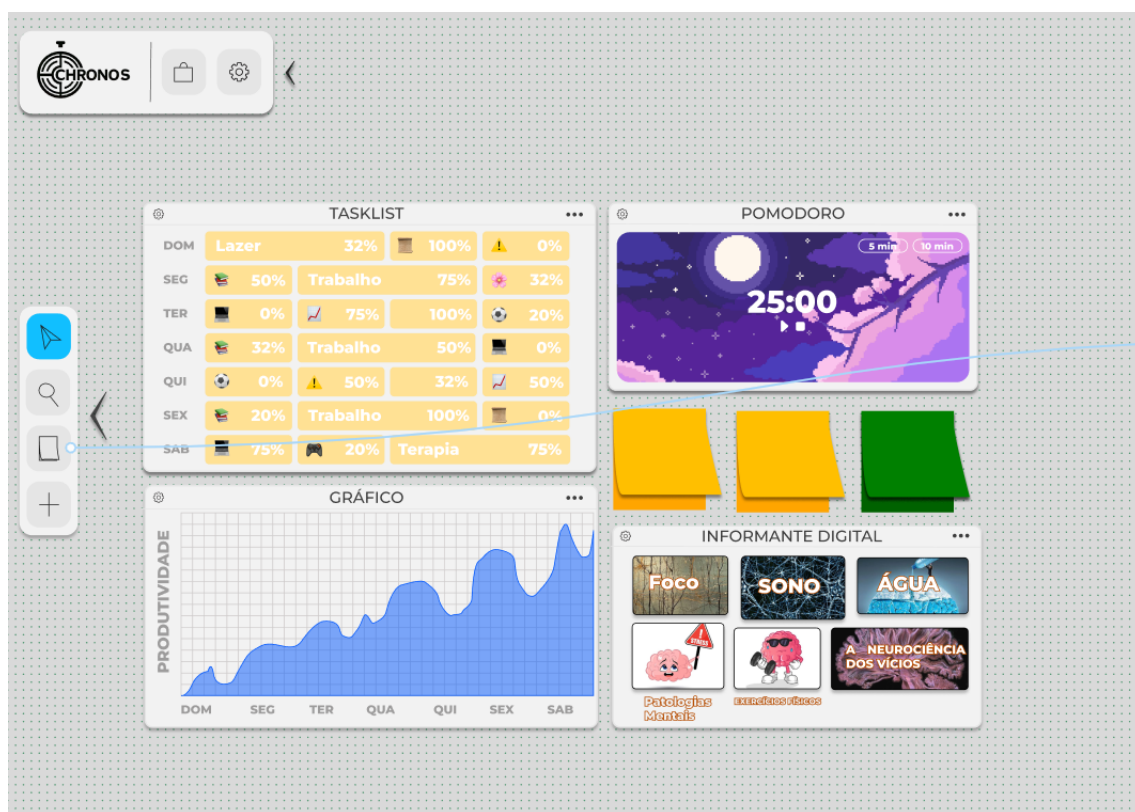 CHRONOS
TASKLIST
DOM Lazer 32% 100% 0%
SEG 50% Trabalho 75% 32%
TER 0% 75% 100% 20%
QUA 32% Trabalho 50% 0%
QUI 0% 50% 32% 50%
SEX 20% Trabalho 100% 0%
SAB 75% 20% Terapia 75%
POMODORO
5 min 10 min
25:00
GRÁFICO
PRODUTIVIDADE
DOM SEG TER QUA QUI SEX SAB
INFORMANTE DIGITAL
Foco
SONO
ÁGUA
STRESS
A NEUROCIÊNCIA
DOS VÍCIOS
Patologias
Mentais
EXERCÍCIOS FÍSICOS